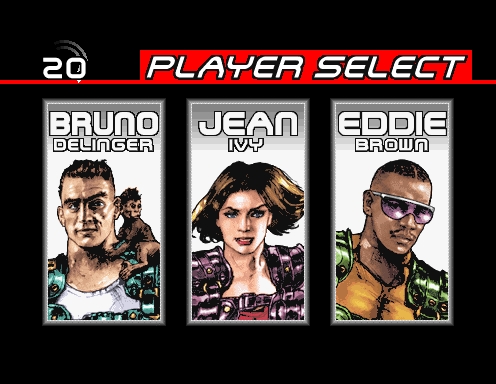 20
PLAYER SELECT
BRUNO
DELINGER
JEAN
IVY
EDDIE
BROWN